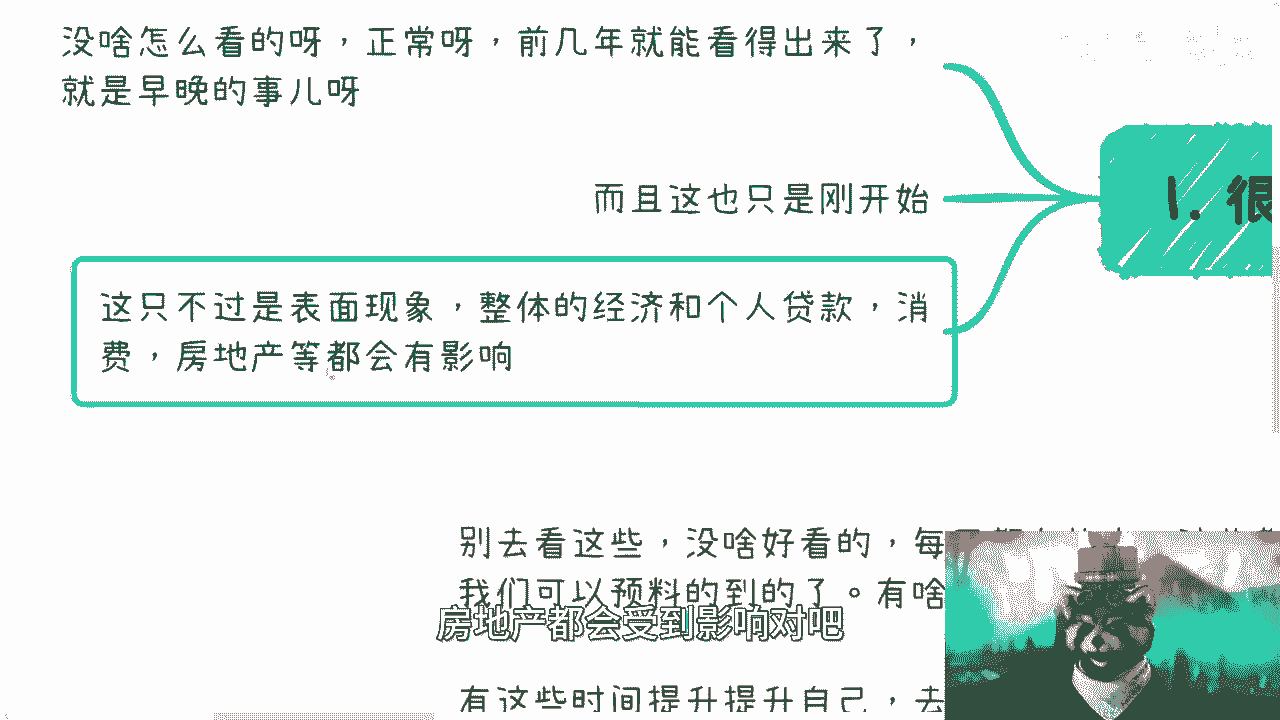 没啥怎么看的呀，正常呀，前几年就能看得出来了，
就是早晚的事儿呀
而且这也只是刚开始
1. 很
这只不过是表面现象，整体的经济和个人贷款，消
费，房地产等都会有影响
别去看这些，没啥好看的，每
我们可以预料的到的了。有啥
房地产都会受到影响对吧
有这些时间提升提升自己，去